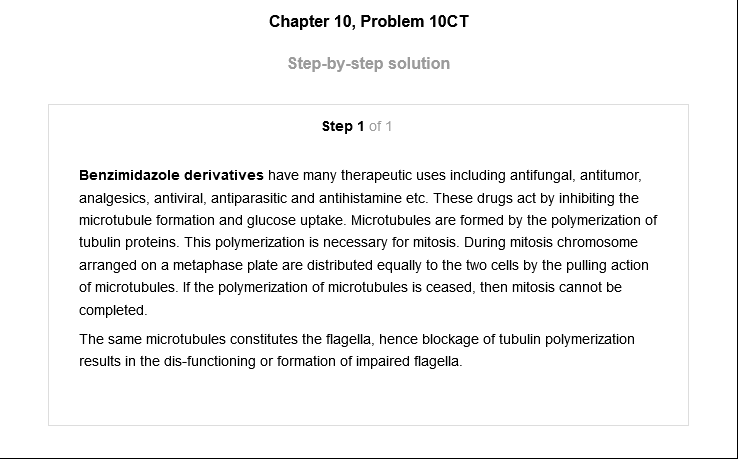 Chapter 10, Problem 10CT
Step-by-step solution
Step 1 of 1
Benzimidazole derivatives have many therapeutic uses including antifungal, antitumor,
analgesics, antiviral, antiparasitic and antihistamine etc. These drugs act by inhibiting the
microtubule formation and glucose uptake. Microtubules are formed by the polymerization of
tubulin proteins. This polymerization is necessary for mitosis. During mitosis chromosome
arranged on a metaphase plate are distributed equally to the two cells by the pulling action
of microtubules. If the polymerization of microtubules is ceased, then mitosis cannot be
completed.
The same microtubules constitutes the flagella, hence blockage of tubulin polymerization
results in the dis-functioning or formation of impaired flagella.